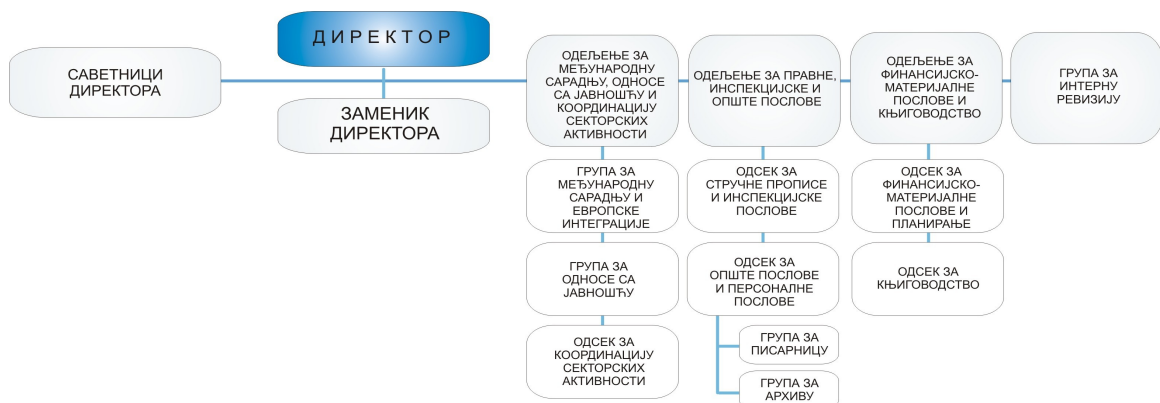 ДИРЕКТОР
САВЕТНИЦИ
ДИРЕКТОРА
ЗАМЕНИК
ДИРЕКТОРА
ОДЕЉЕЊЕ ЗА
МЕЂУНАРОДНУ
САРАДЊУ, ОДНОСЕ
СА ЈАВНОШЋУ И
КООРДИНАЦИЈУ
СЕКТОРСКИХ
АКТИВНОСТИ
ГРУПА ЗА
МЕЂУНАРОДНУ
САРАДЊУ И
ЕВРОПСКЕ
ИНТЕГРАЦИЈЕ
ГРУПА ЗА
ОДНОСЕ СА
ЈАВНОШЋУ
ОДСЕК ЗА
КООРДИНАЦИЈУ
СЕКТОРСКИХ
АКТИВНОСТИ
ОДЕЉЕЊЕ ЗА ПРАВНЕ,
ИНСПЕКЦИЈСКЕ И
ОПШТЕ ПОСЛОВЕ
ОДСЕК ЗА
СТРУЧНЕ ПРОПИСЕ
И ИНСПЕКЦИЈСКЕ
ПОСЛОВЕ
ОДСЕК ЗА
ОПШТЕ ПОСЛОВЕ
И ПЕРСОНАЛНЕ
ПОСЛОВЕ
ГРУПА ЗА
ПИСАРНИЦУ
ГРУПА ЗА
АРХИВУ
ОДЕЉЕЊЕ ЗА
ФИНАНСИЈСКО-
МАТЕРИЈАЛНЕ
ПОСЛОВЕ И
КЊИГОВОДСТВО
ОДСЕК ЗА
ФИНАНСИЈСКО-
МАТЕРИЈАЛНЕ
ПОСЛОВЕ И
ПЛАНИРАЊЕ
ОДСЕК ЗА
КЊИГОВОДСТВО
ГРУПА ЗА
ИНТЕРНУ
РЕВИЗИЈУ